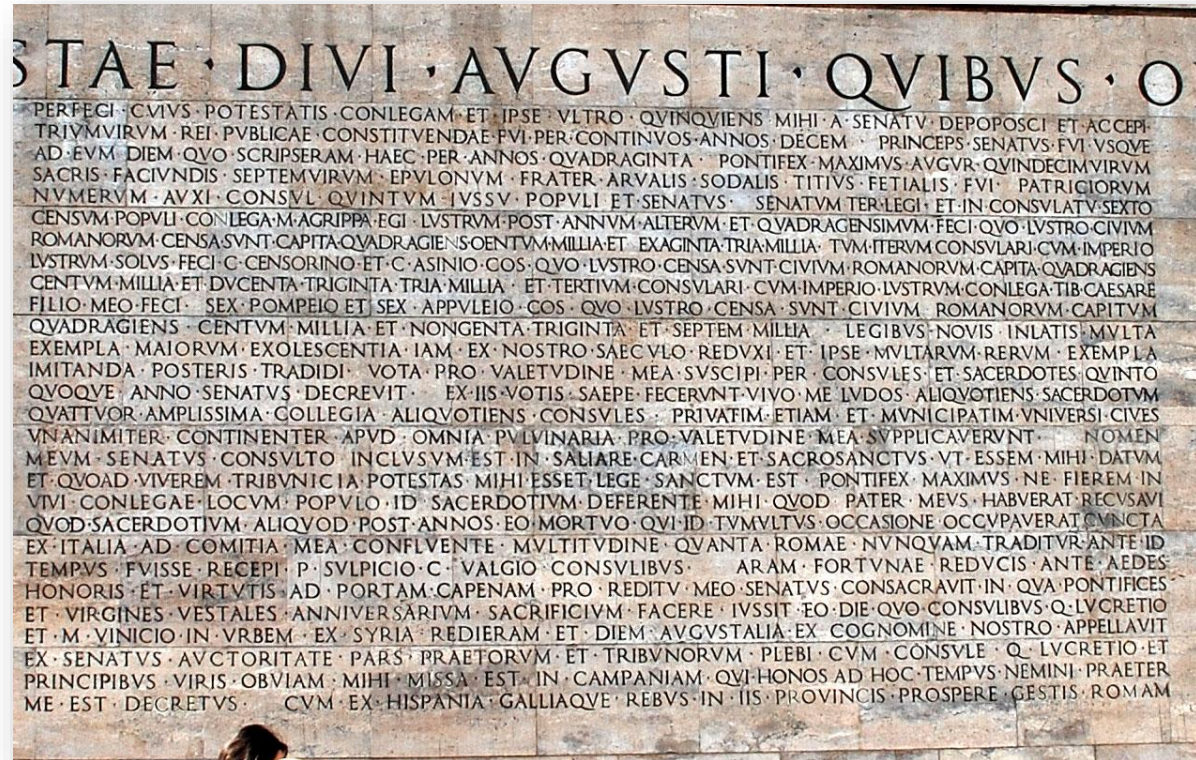 STAE · DIVI · AVGVSTI · QVIBVS · O
PERFECI · CVIVS · POTESTATIS · CONLEGAM · ET · IPSE · VLTRO · QVINQVIENS MIHI · A · SENATV · DEPOPOSCI ET ACCEPI ·
TRIVMVIRVM · REI · PVBLICAE · CONSTITVENDAE · FVI · PER · CONTINVOS · ANNOS · DECEM · PRINCEPS · SENATVS · FVI · VSQVE
AD · EVM DIEM · QVO · SCRIPSERAM · HAEC · PER · ANNOS · QVADRAGINTA · PONTIFEX · MAXIMVS · AVGVR · QVINDECIMVIRVM
SACRIS · FACIVNDIS · SEPTEMVIRVM · EPVLONVM · FRATER · ARVALIS · SODALIS · TITIVS · FETIALIS · FVI · PATRICIORVM
NVMERVM · AVXI CONSVL · QVINTVM · IVSSV · POPVLI · ET · SENATVS · SENATVM · TER · LEGI · ET · IN · CONSVLATV · SEXTO
CENSVM · POPVLI · CONLEGA · M · AGRIPPA · EGI · LVSTRVM · POST · ANNVM · ALTERVM · ET · QVADRAGENSIMVM · FECI · QVO · LVSTRO · CIVIVM
ROMANORVM · CENSA · SVNT · CAPITA · QVADRAGIENS · OENTVM · MILLIA · ET EXAGINTA · TRIA · MILLIA · TVM · ITERVM · CONSVLARI · CVM · IMPERIO
LVSTRVM · SOLVS · FECI · C · CENSORINO · ET · C · ASINIO · COS · QVO · LVSTRO · CENSA · SVNT · CIVIVM · ROMANORVM · CAPITA · QVADRAGIENS
CENTVM · MILLIA · ET · DVCENTA · TRIGINTA · TRIA · MILLIA · ET · TERTIVM · CONSVLARI · CVM · IMPERIO · LVSTRVM · CONLEGA · TIB · CAESARE
FILIO · MEO · FECI · SEX · POMPEIO · ET · SEX · APPVLEIO · COS · QVO · LVSTRO · CENSA · SVNT · CIVIVM · ROMANORVM · CAPITVM
QVADRAGIENS · CENTVM · MILLIA · ET · NONGENTA · TRIGINTA · ET · SEPTEM MILLIA · LEGIBVS · NOVIS · INLATIS · MVLTA
EXEMPLA · MAIORVM · EXOLESCENTIA · IAM · EX · NOSTRO · SAECVLO · REDVXI · ET · IPSE · MVLTARVM · RERVM · EXEMPLA
IMITANDA · POSTERIS · TRADIDI · VOTA · PRO · VALETVDINE · MEA · SVSCIPI · PER · CONSVLES · ET · SACERDOTES · QVINTO
QVOQVE · ANNO · SENATVS · DECREVIT · EX · IIS · VOTIS · SAEPE · FECERVNT · VIVO · ME · LVDOS · ALIQVOTIENS · SACERDOTVM
QVATTVOR · AMPLISSIMA · COLLEGIA · ALIQVOTIENS · CONSVLES · PRIVATIM · ETIAM · ET · MVNICIPATIM · VNIVERSI · CIVES
VNANIMITER · CONTINENTER · APVD · OMNIA · PVLVINARIA · PRO · VALETVDINE · MEA · SVPPLICAVERVNT · NOMEN
MEVM · SENATVS · CONSVLTO · INCLVSVM · EST · IN · SALIARE · CARMEN · ET · SACROSANCTVS · VT · ESSEM · MIHI · DATVM
ET · QVOAD · VIVEREM · TRIBVNICIA · POTESTAS · MIHI · ESSET · LEGE · SANCTVM · EST · PONTIFEX · MAXIMVS · NE · FIEREM · IN
VIVI · CONLEGAE · LOCVM · POPVLO · ID · SACERDOTIVM · DEFERENTE · MIHI · QVOD · PATER · MEVS · HABVERAT · RECVSAVI
QVOD · SACERDOTIVM · ALIQVOD · POST · ANNOS · EO · MORTVO · QVI · ID · TVMVLTVS · OCCASIONE · OCCVPAVERAT · CVNCTA
EX · ITALIA · AD · COMITIA · MEA · CONFLVENTE · MVLTITVDINE · QVANTA · ROMAE · NVNQVAM · TRADITVR · ANTE · ID
TEMPVS · FVISSE · RECEPI · P · SVLPICIO · C · VALGIO · CONSVLIBVS · ARAM · FORTVNAE · REDVCIS · ANTE · AEDES
HONORIS · ET · VIRTVTIS · AD · PORTAM · CAPENAM · PRO · REDITV · MEO · SENATVS · CONSACRAVIT · IN · QVA · PONTIFICES
ET · VIRGINES · VESTALES · ANNIVERSARIVM · SACRIFICIVM · FACERE · IVSSIT · EO · DIE · QVO · CONSVLIBVS · Q · LVCRETIO
ET · M · VINICIO · IN · VRBEM · EX · SYRIA · REDIERAM · ET · DIEM · AVGVSTALIA · EX · COGNOMINE · NOSTRO · APPELLAVIT
EX · SENATVS · AVCTORITATE · PARS · PRAETORVM · ET · TRIBVNORVM · PLEBI · CVM · CONSVLE · Q · LVCRETIO · ET
PRINCIPIBVS · VIRIS · OBVIAM · MIHI · MISSA · EST · IN · CAMPANIAM · QVI · HONOS · AD · HOC · TEMPVS · NEMINI · PRAETER
ME · EST · DECRETVS · CVM · EX · HISPANIA · GALLIAQVE · REBVS · IN · IIS · PROVINCIS · PROSPERE · GESTIS · ROMAM